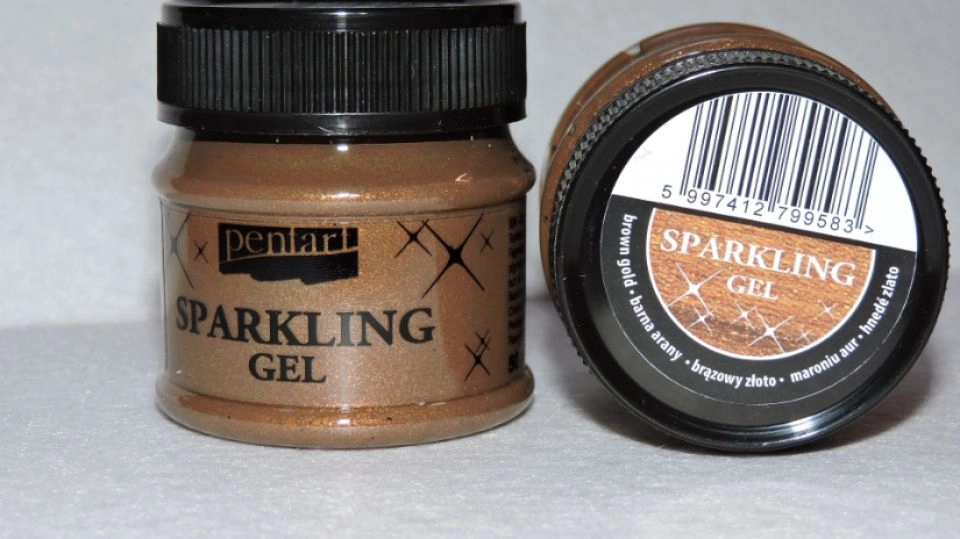 pentart
SPARKLING
GEL
5 997412 799583 >
SPARKLING
GEL
brown gold • barna arany • brązowy złoto • maroniu aur • hnedé zlato